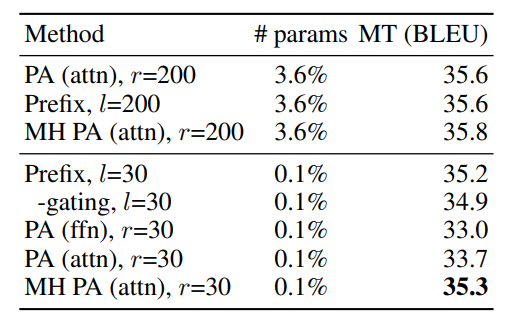 Method # params MT (BLEU)
PA (attn), r=200 3.6% 35.6
Prefix, l=200 3.6% 35.6
MH PA (attn), r=200 3.6% 35.8
Prefix, l=30 0.1% 35.2
-gating, l=30 0.1% 34.9
PA (ffn), r=30 0.1% 33.0
PA (attn), r=30 0.1% 33.7
MH PA (attn), r=30 0.1% 35.3